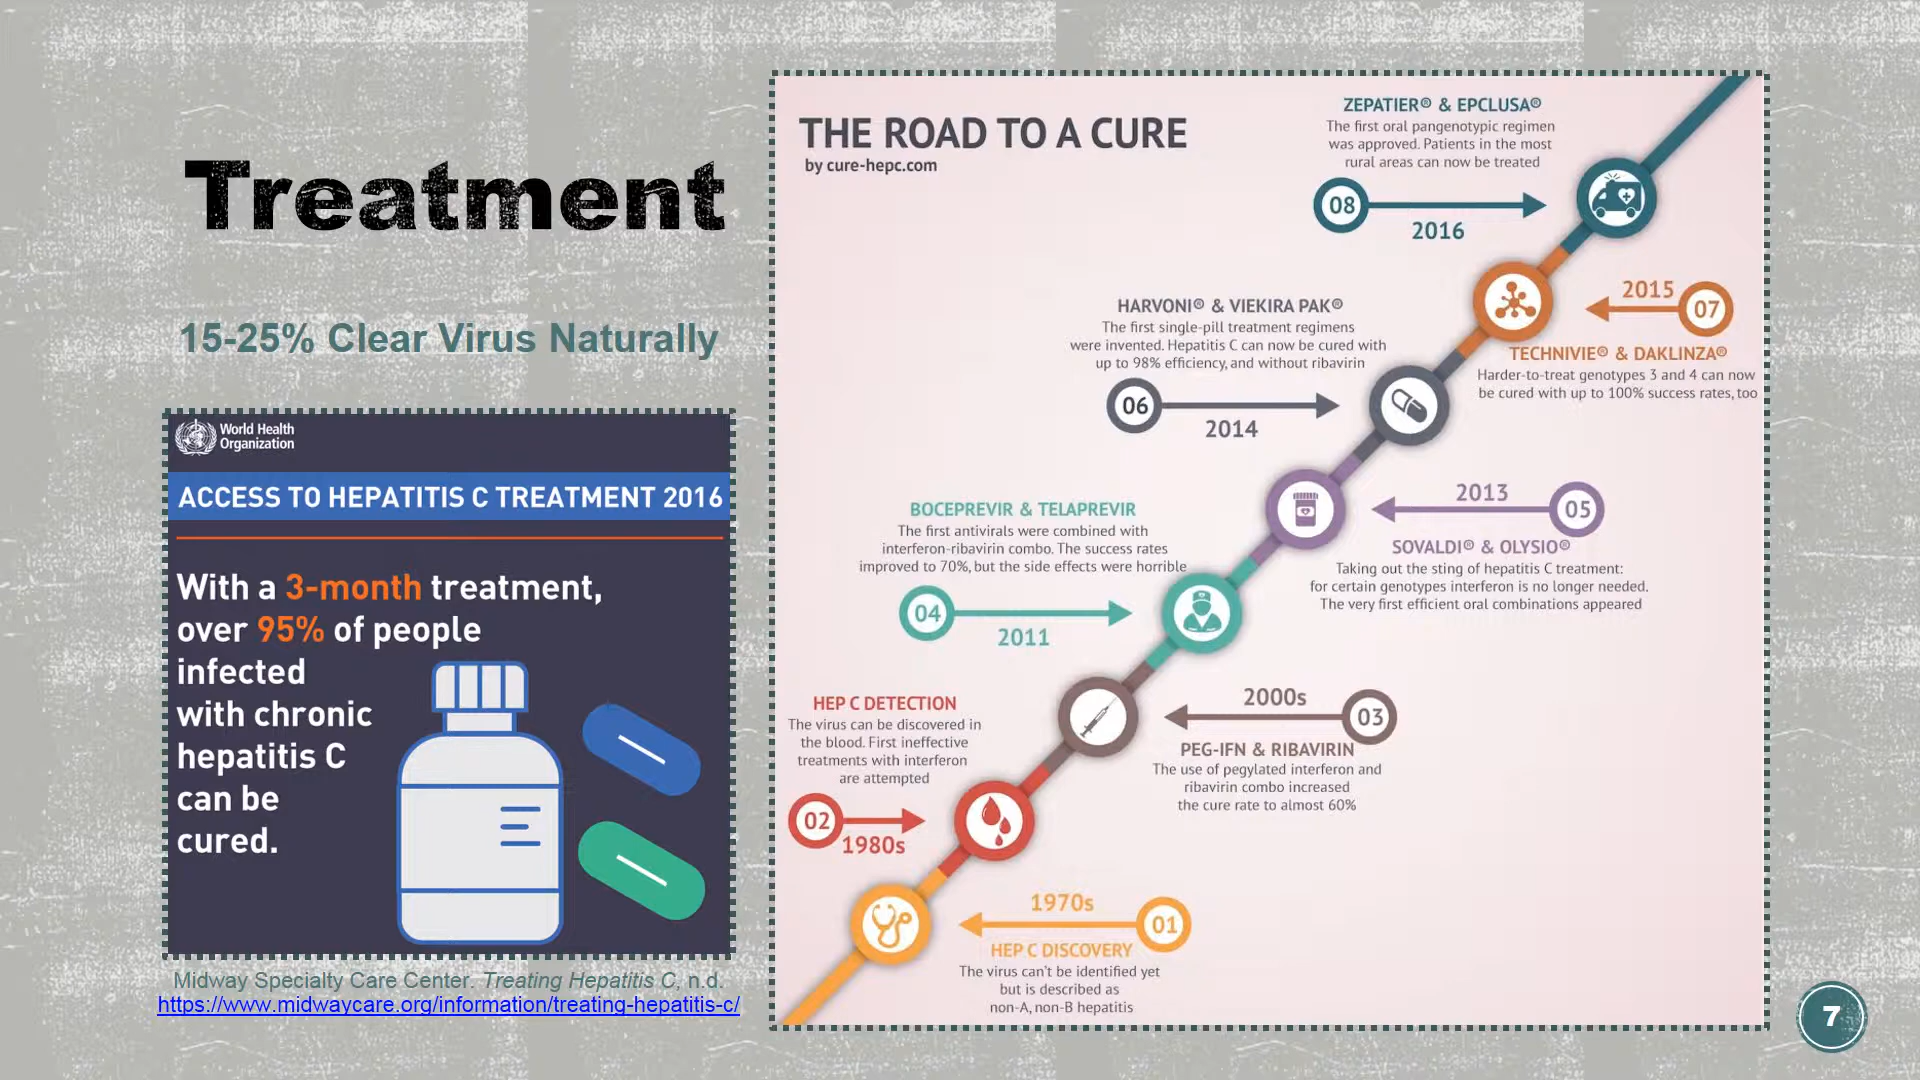 Treatment
15-25% Clear Virus Naturally
World Health
Organization
ACCESS TO HEPATITIS C TREATMENT 2016
With a 3-month treatment,
over 95% of people
infected
with chronic
hepatitis C
can be
cured.
Midway Specialty Care Center. Treating Hepatitis C, n.d.
https://www.midwaycare.org/information/treating-hepatitis-c/
THE ROAD TO A CURE
by cure-hepc.com
ZEPATIER® & EPCLUSA®
The first oral pangenotypic regimen
was approved. Patients in the most
rural areas can now be treated
08
2016
2015
07
TECHNIVIE® & DAKLINZA®
Harder-to-treat genotypes 3 and 4 can now
be cured with up to 100% success rates, too
HARVONI® & VIEKIRA PAK®
The first single-pill treatment regimens
were invented. Hepatitis C can now be cured with
up to 98% efficiency, and without ribavirin
06
2014
2013
05
SOVALDI® & OLYSIO®
Taking out the sting of hepatitis C treatment:
for certain genotypes interferon is no longer needed.
The very first efficient oral combinations appeared
BOCEPREVIR & TELAPREVIR
The first antivirals were combined with
interferon-ribavirin combo. The success rates
improved to 70%, but the side effects were horrible
04
2011
2000s
03
PEG-IFN & RIBAVIRIN
The use of pegylated interferon and
ribavirin combo increased
the cure rate to almost 60%
HEP C DETECTION
The virus can be discovered in
the blood. First ineffective
treatments with interferon
are attempted
02
1980s
1970s
01
HEP C DISCOVERY
The virus can't be identified yet
but is described as
non-A, non-B hepatitis
7